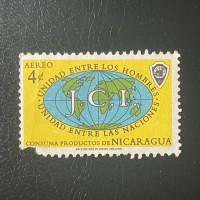 AEREO
4¢
UNIDAD ENTRE LOS HOMBRES
J.C.I.
UNIDAD ENTRE LAS NACIONES
CONSUMA PRODUCTOS DE NICARAGUA